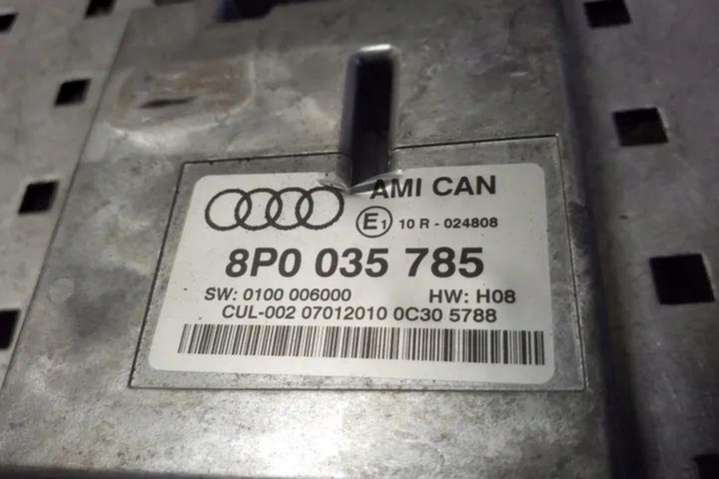 AMI CAN
E1 10 R - 024808
8P0 035 785
SW: 0100 006000 HW: H08
CUL-002 07012010 0C30 5788